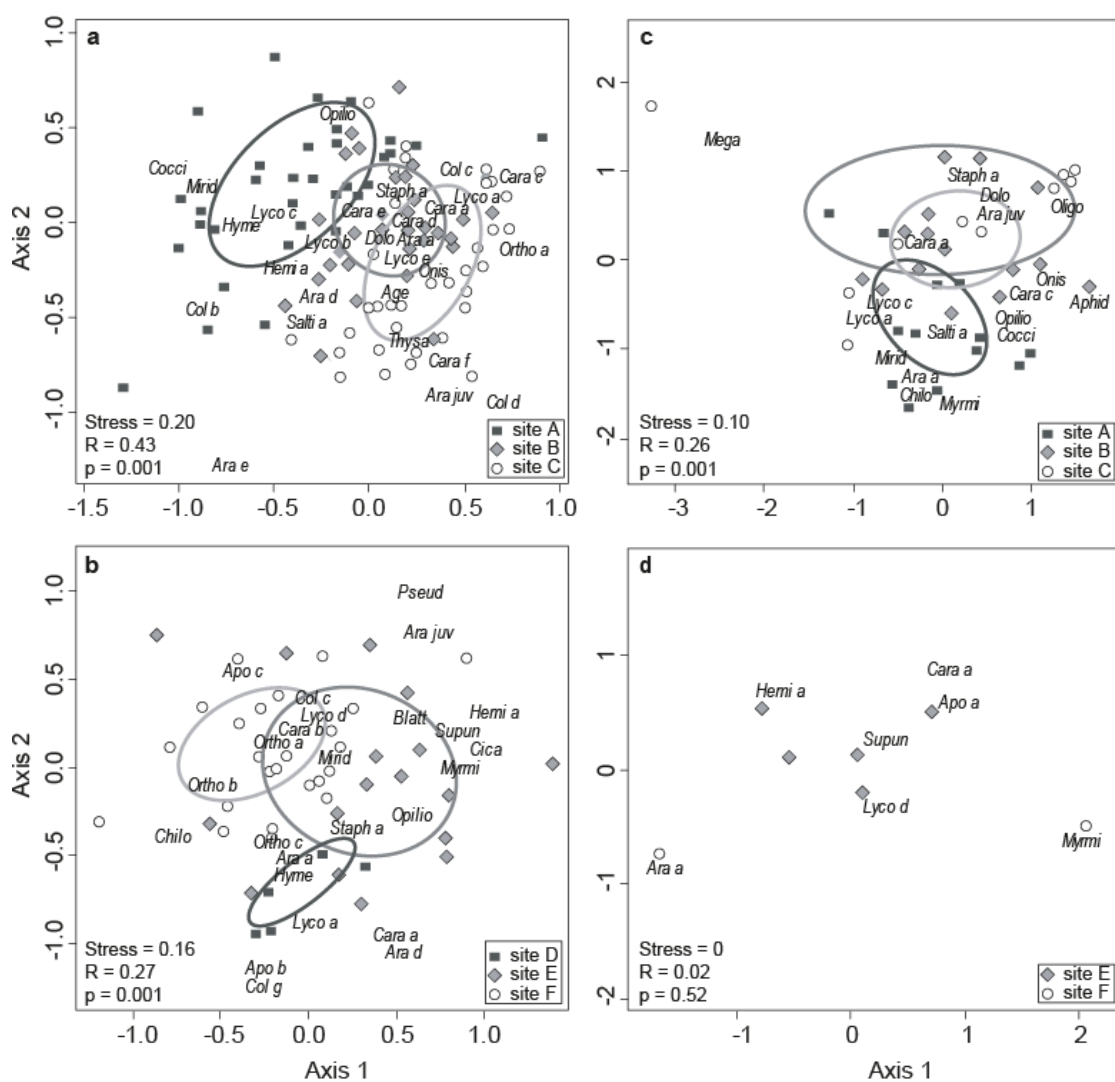 a
Axis 2
1.0
0.5
0.0
-0.5
-1.0
Opilio
Cocci
Mirid
Col c
Cara c
Staph a
Lyco a
Hyme
Lyco c
Cara e
Cara a
Cara d
Lyco b
Dolo
Ara a
Ortho a
Hemi a
Lyco e
Onis
Ara d
Age
Col b
Salti a
Thysa
Cara f
Ara juv
Col d
Ara e
Stress = 0.20
R = 0.43
p = 0.001
site A
site B
site C
-1.5
-1.0
-0.5
0.0
0.5
1.0
c
2
1
0
-1
-2
Mega
Staph a
Dolo
Oligo
Ara juv
Cara a
Onis
Lyco c
Cara c
Aphid
Lyco a
Opilio
Salti a
Cocci
Mirid
Ara a
Chilo
Myrmi
Stress = 0.10
R = 0.26
p = 0.001
site A
site B
site C
-3
-2
-1
0
1
b
Axis 2
1.0
0.5
0.0
-0.5
-1.0
Pseud
Ara juv
Apo c
Col c
Hemi a
Lyco d
Blatt
Cara b
Supun
Ortho a
Cica
Mirid
Myrmi
Ortho b
Opilio
Chilo
Staph a
Ortho c
Ara a
Hyme
Lyco a
Cara a
Ara d
Apo b
Col g
Stress = 0.16
R = 0.27
p = 0.001
site D
site E
site F
-1.0
-0.5
0.0
0.5
1.0
Axis 1
d
1
0
-1
-2
Cara a
Hemi a
Apo a
Supun
Lyco d
Myrmi
Ara a
Stress = 0
R = 0.02
p = 0.52
site E
site F
-1
0
1
2
Axis 1